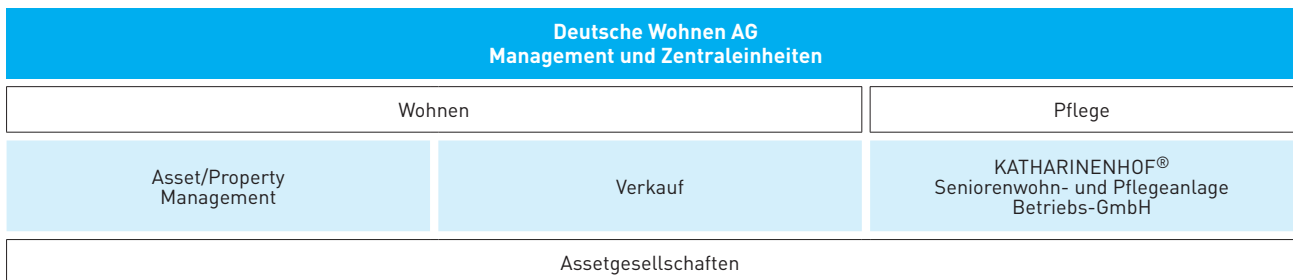 Deutsche Wohnen AG
Management und Zentraleinheiten
Wohnen
Pflege
Asset/Property
Management
Verkauf
KATHARINENHOF®
Seniorenwohn- und Pflegeanlage
Betriebs-GmbH
Assetgesellschaften